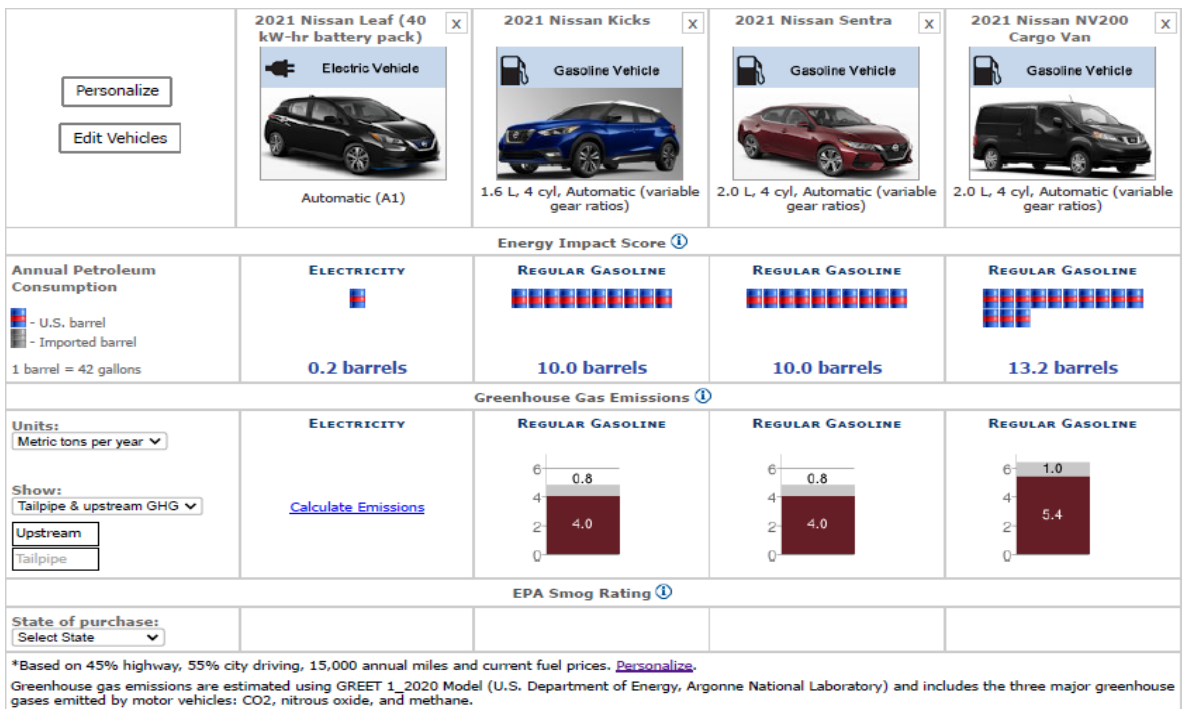 2021 Nissan Leaf (40
kW-hr battery pack)
X
2021 Nissan Kicks
X
2021 Nissan Sentra
X
2021 Nissan NV200
Cargo Van
X
Personalize
Edit Vehicles
Electric Vehicle
Gasoline Vehicle
Gasoline Vehicle
Gasoline Vehicle
Automatic (A1)
1.6 L, 4 cyl, Automatic (variable
gear ratios)
2.0 L, 4 cyl, Automatic (variable
gear ratios)
2.0 L, 4 cyl, Automatic (variable
gear ratios)
Energy Impact Score
Annual Petroleum
Consumption
- U.S. barrel
- Imported barrel
1 barrel = 42 gallons
ELECTRICITY
0.2 barrels
REGULAR GASOLINE
10.0 barrels
REGULAR GASOLINE
10.0 barrels
REGULAR GASOLINE
13.2 barrels
Greenhouse Gas Emissions
Units:
Metric tons per year
Show:
Tailpipe & upstream GHG
Upstream
Tailpipe
ELECTRICITY
Calculate Emissions
REGULAR GASOLINE
6
4
2
0
0.8
4.0
REGULAR GASOLINE
6
4
2
0
0.8
4.0
REGULAR GASOLINE
6
4
2
0
1.0
5.4
EPA Smog Rating
State of purchase:
Select State
*Based on 45% highway, 55% city driving, 15,000 annual miles and current fuel prices. Personalize.
Greenhouse gas emissions are estimated using GREET 1_2020 Model (U.S. Department of Energy, Argonne National Laboratory) and includes the three major greenhouse
gases emitted by motor vehicles: CO2, nitrous oxide, and methane.